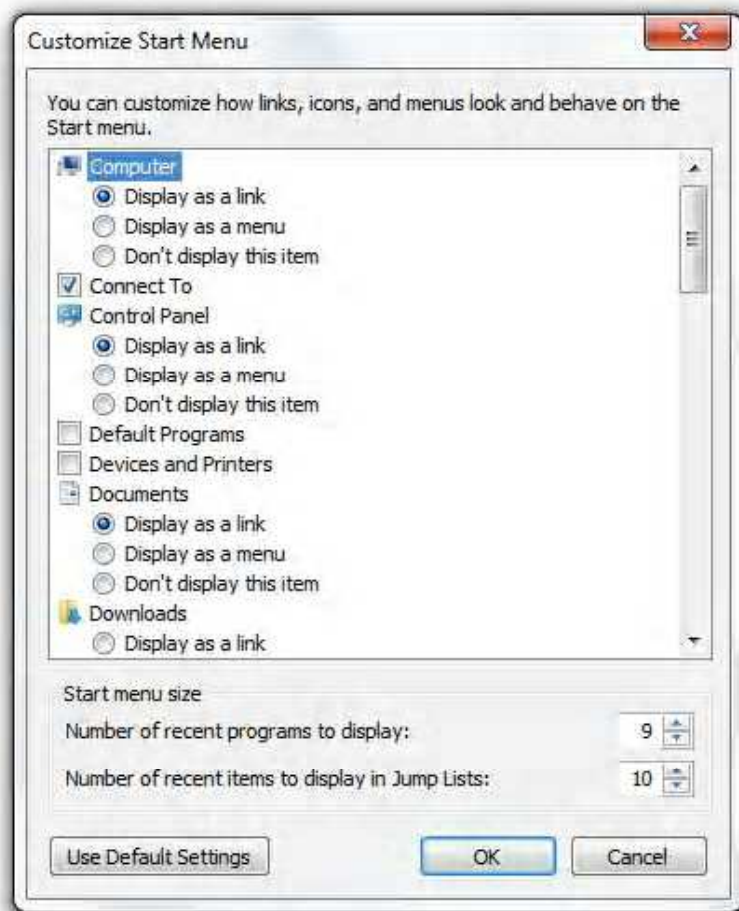 Customize Start Menu
You can customize how links, icons, and menus look and behave on the
Start menu.
Computer
Display as a link
Display as a menu
Don't display this item
Connect To
Control Panel
Display as a link
Display as a menu
Don't display this item
Default Programs
Devices and Printers
Documents
Display as a link
Display as a menu
Don't display this item
Downloads
Display as a link
Start menu size
Number of recent programs to display: 9
Number of recent items to display in Jump Lists: 10
Use Default Settings OK Cancel